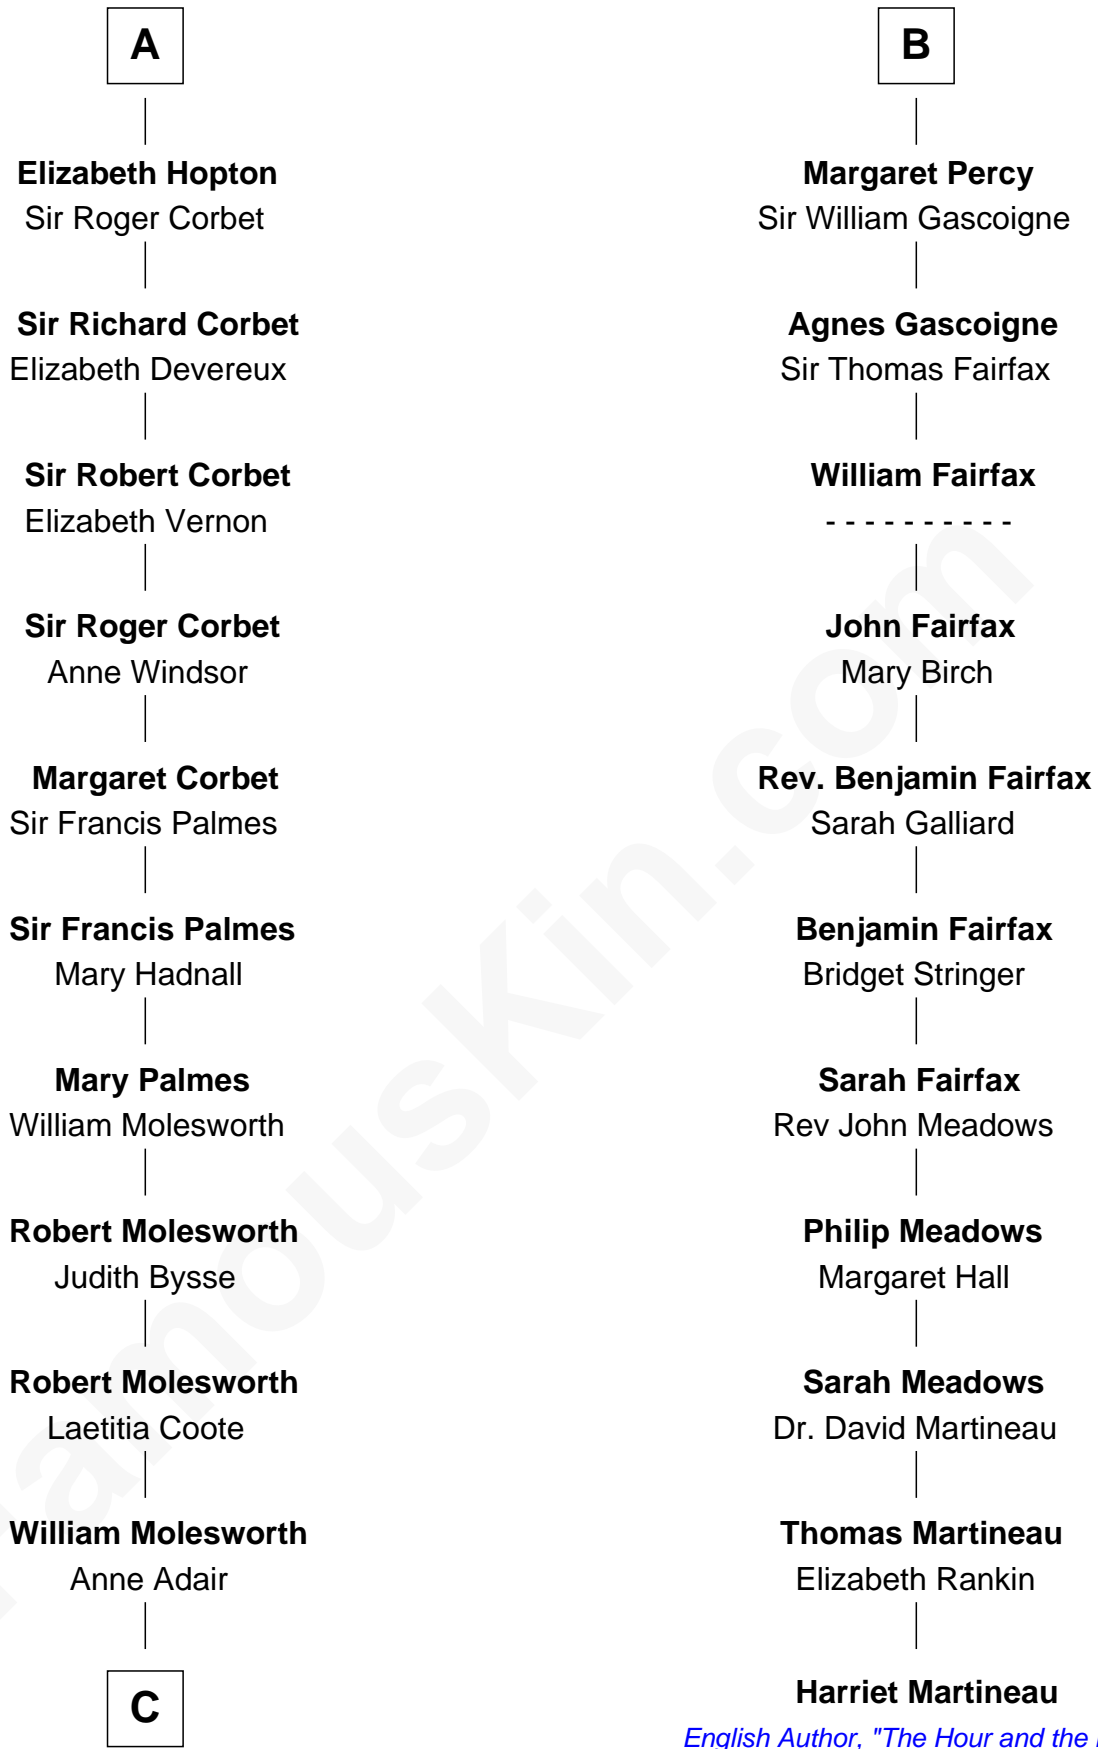 A
Elizabeth Hopton
Sir Roger Corbet
Sir Richard Corbet
Elizabeth Devereux
Sir Robert Corbet
Elizabeth Vernon
Sir Roger Corbet
Anne Windsor
Margaret Corbet
Sir Francis Palmes
Sir Francis Palmes
Mary Hadnall
Mary Palmes
William Molesworth
Robert Molesworth
Judith Bysse
Robert Molesworth
Laetitia Coote
William Molesworth
Anne Adair
C
B
Margaret Percy
Sir William Gascoigne
Agnes Gascoigne
Sir Thomas Fairfax
William Fairfax
- - - - - - - - - -
John Fairfax
Mary Birch
Rev. Benjamin Fairfax
Sarah Galliard
Benjamin Fairfax
Bridget Stringer
Sarah Fairfax
Rev John Meadows
Philip Meadows
Margaret Hall
Sarah Meadows
Dr. David Martineau
Thomas Martineau
Elizabeth Rankin
Harriet Martineau
English Author, "The Hour and the
FamousKin.com